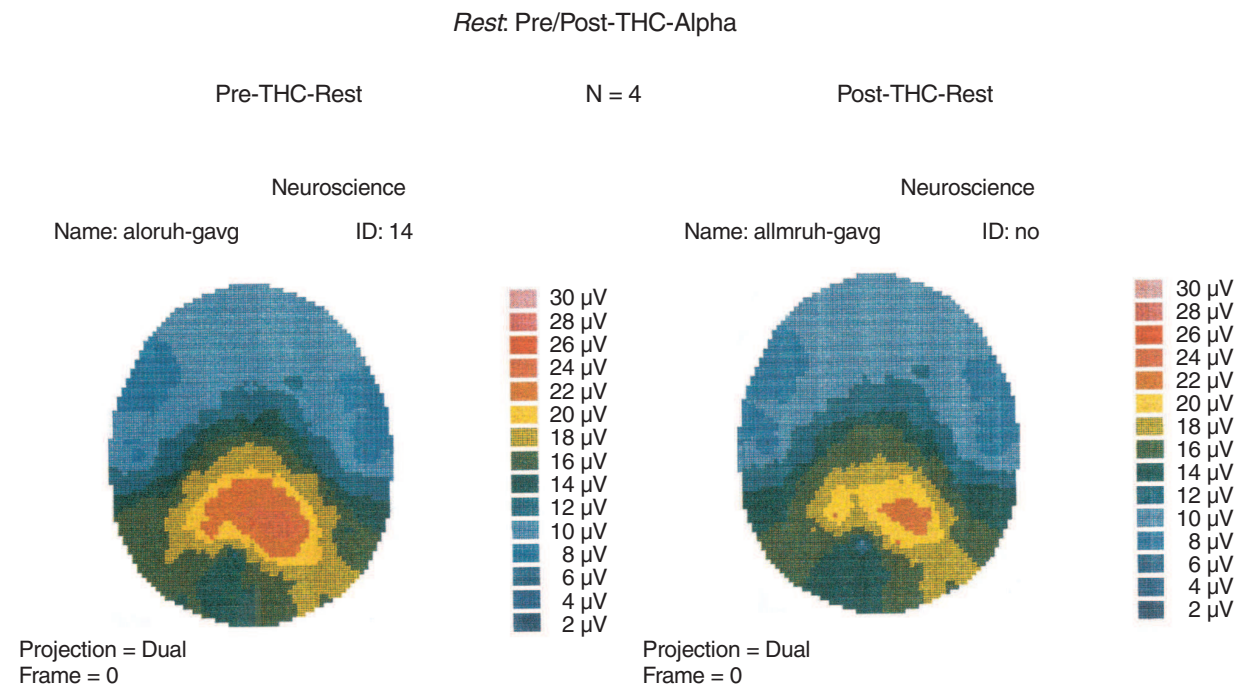 Rest: Pre/Post-THC-Alpha
Pre-THC-Rest N = 4 Post-THC-Rest
Neuroscience Neuroscience
Name: aloruh-gavg ID: 14 Name: allmruh-gavg ID: no
30 µV 30 µV
28 µV 28 µV
26 µV 26 µV
24 µV 24 µV
22 µV 22 µV
20 µV 20 µV
18 µV 18 µV
16 µV 16 µV
14 µV 14 µV
12 µV 12 µV
10 µV 10 µV
8 µV 8 µV
6 µV 6 µV
4 µV 4 µV
2 µV 2 µV
Projection = Dual Projection = Dual
Frame = 0 Frame = 0